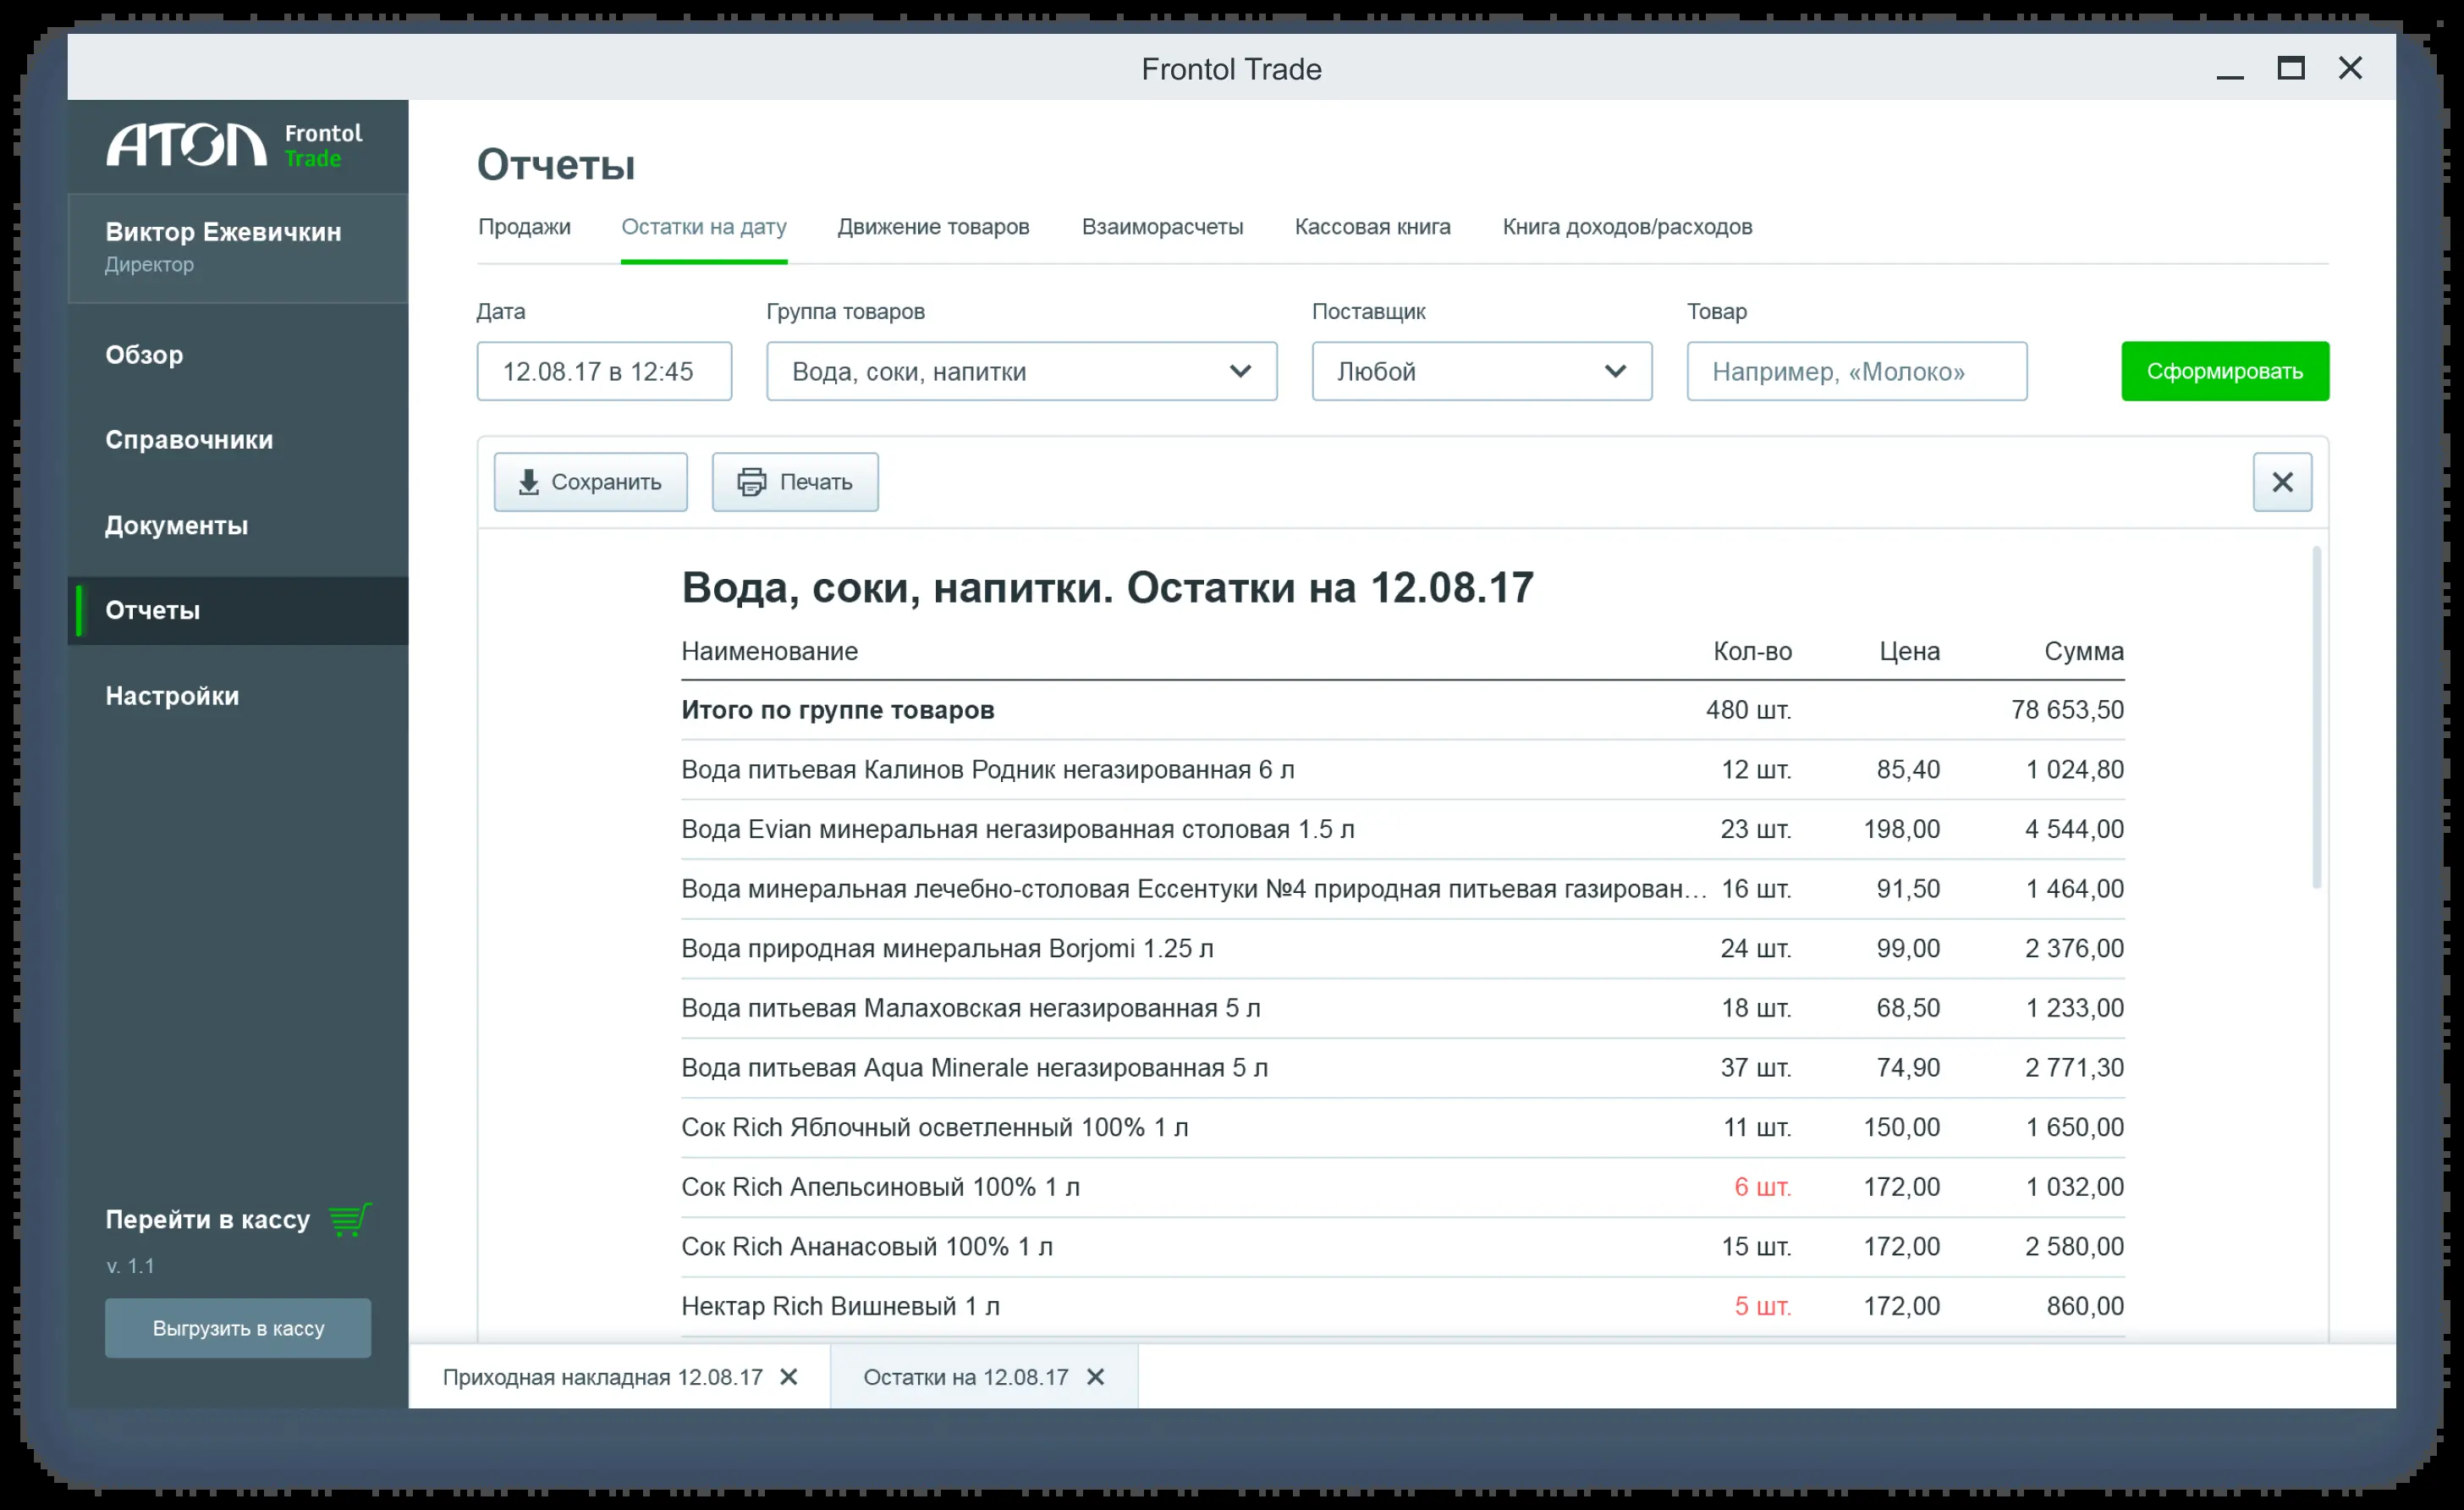 Frontol Trade
АТОЛ Frontol Trade
Виктор Ежевичкин
Директор
Обзор
Справочники
Документы
Отчеты
Настройки
Перейти в кассу
v. 1.1
Выгрузить в кассу
Отчеты
Продажи Остатки на дату Движение товаров Взаиморасчеты Кассовая книга Книга доходов/расходов
Дата Группа товаров Поставщик Товар
12.08.17 в 12:45 Вода, соки, напитки Любой Например, «Молоко» Сформировать
Сохранить Печать
Вода, соки, напитки. Остатки на 12.08.17
Наименование Кол-во Цена Сумма
Итого по группе товаров 480 шт. 78 653,50
Вода питьевая Калинов Родник негазированная 6 л 12 шт. 85,40 1 024,80
Вода Evian минеральная негазированная столовая 1.5 л 23 шт. 198,00 4 544,00
Вода минеральная лечебно-столовая Ессентуки №4 природная питьевая газирован... 16 шт. 91,50 1 464,00
Вода природная минеральная Borjomi 1.25 л 24 шт. 99,00 2 376,00
Вода питьевая Малаховская негазированная 5 л 18 шт. 68,50 1 233,00
Вода питьевая Aqua Minerale негазированная 5 л 37 шт. 74,90 2 771,30
Сок Rich Яблочный осветленный 100% 1 л 11 шт. 150,00 1 650,00
Сок Rich Апельсиновый 100% 1 л 6 шт. 172,00 1 032,00
Сок Rich Ананасовый 100% 1 л 15 шт. 172,00 2 580,00
Нектар Rich Вишневый 1 л 5 шт. 172,00 860,00
Приходная накладная 12.08.17 Остатки на 12.08.17